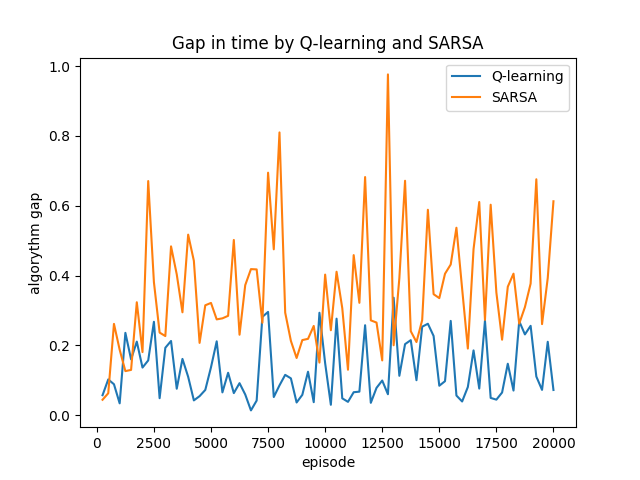 Gap in time by Q-learning and SARSA
Q-learning
SARSA
1.0
0.8
0.6
0.4
0.2
0.0
algorythm gap
0 2500 5000 7500 10000 12500 15000 17500 20000
episode